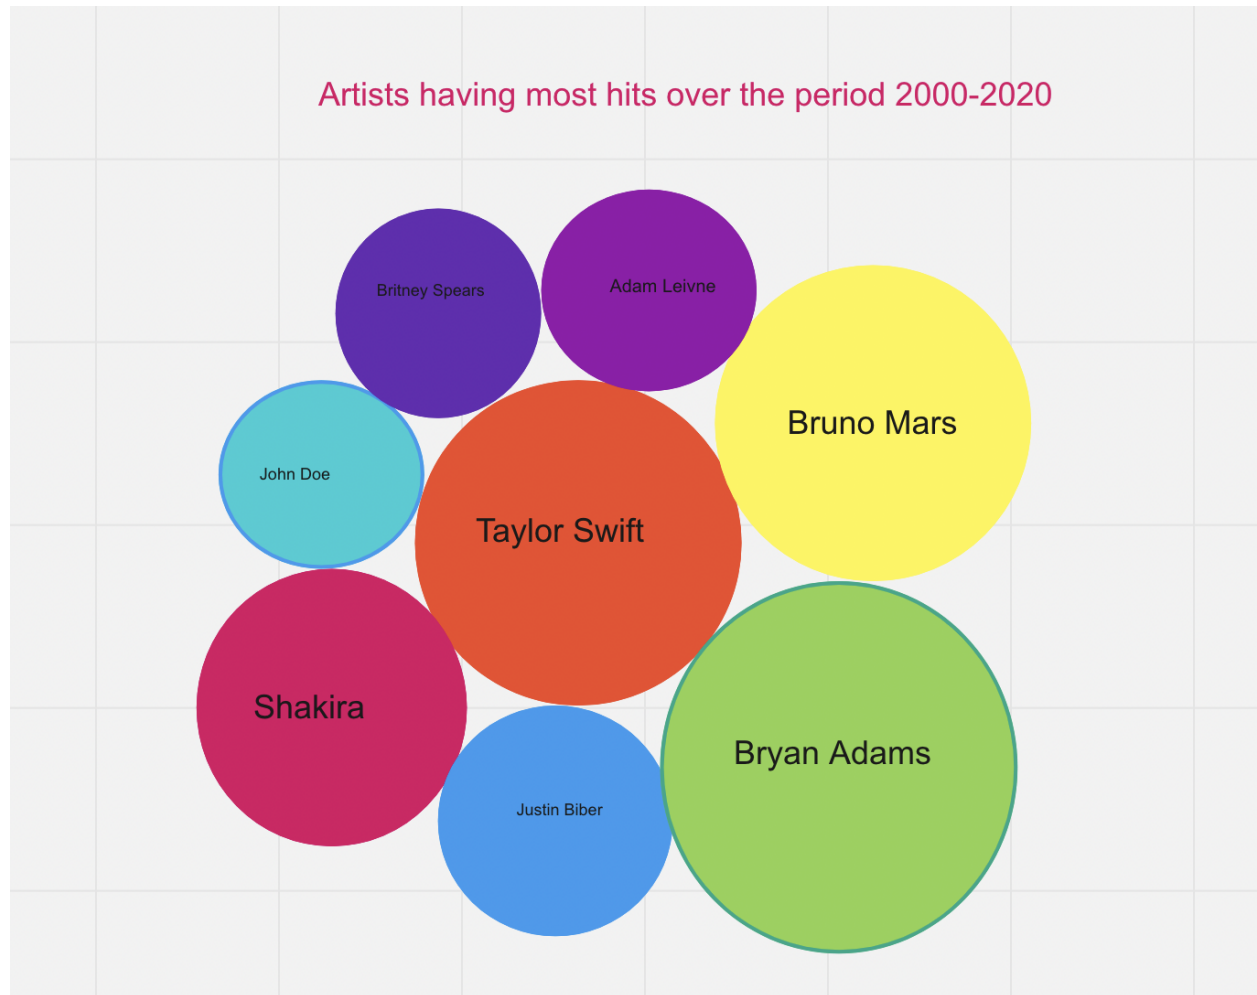 Artists having most hits over the period 2000-2020
Adam Leivne
Britney Spears
Bruno Mars
John Doe
Taylor Swift
Shakira
Bryan Adams
Justin Biber